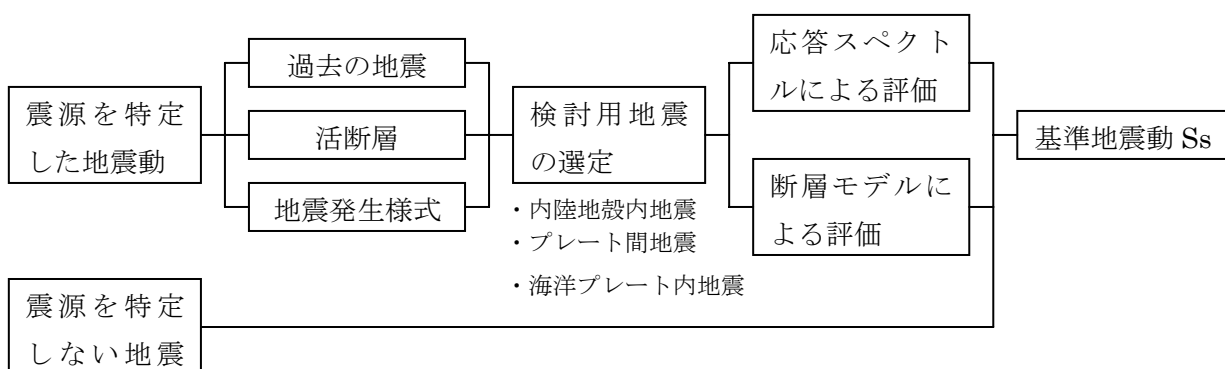 震源を特定
した地震動
過去の地震
活断層
地震発生様式
検討用地震
の選定
・内陸地殻内地震
・プレート間地震
・海洋プレート内地震
応答スペクト
ルによる評価
断層モデルに
よる評価
基準地震動 Ss
震源を特定
しない地震